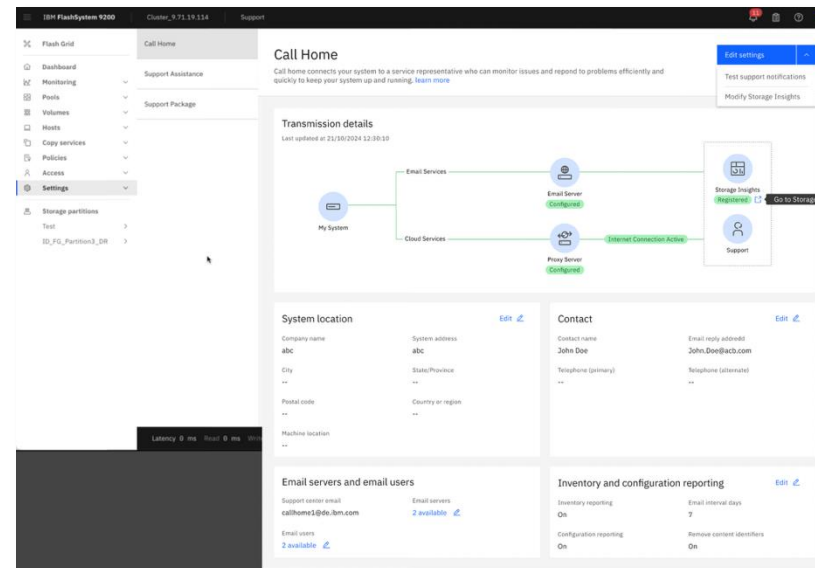 IBM FlashSystem 9200
Cluster_9.71.19.114
Support
11
Flash Grid
Dashboard
Monitoring
Pools
Volumes
Hosts
Copy services
Policies
Access
Settings
Storage partitions
Test
ID_FG_Partition3_DR
Call Home
Support Assistance
Support Package
Latency 0 ms Read 0 ms Writ
Call Home
Call home connects your system to a service representative who can monitor issues and repond to problems efficiently and
quickly to keep your system up and running. learn more
Edit settings
Test support notifications
Modify Storage Insights
Transmission details
Last updated at 21/10/2024 12:30:10
My System
Email Services
Cloud Services
Email Server
Configured
Proxy Server
Configured
Internet Connection Active
Storage Insights
Registered
Go to Storage
Support
System location
Edit
Company name
System address
abc
abc
City
State/Province
--
--
Postal code
Country or region
--
--
Machine location
--
Contact
Edit
Contact name
Email reply addredd
John Doe
John.Doe@acb.com
Telephone (primary)
Telephone (alternate)
--
--
Email servers and email users
Support center email
Email servers
callhome1@de.ibm.com
2 available
Email users
2 available
Inventory and configuration reporting
Edit
Inventory reporting
Email interval days
On
7
Configuration reporting
Remove content identifiers
On
On